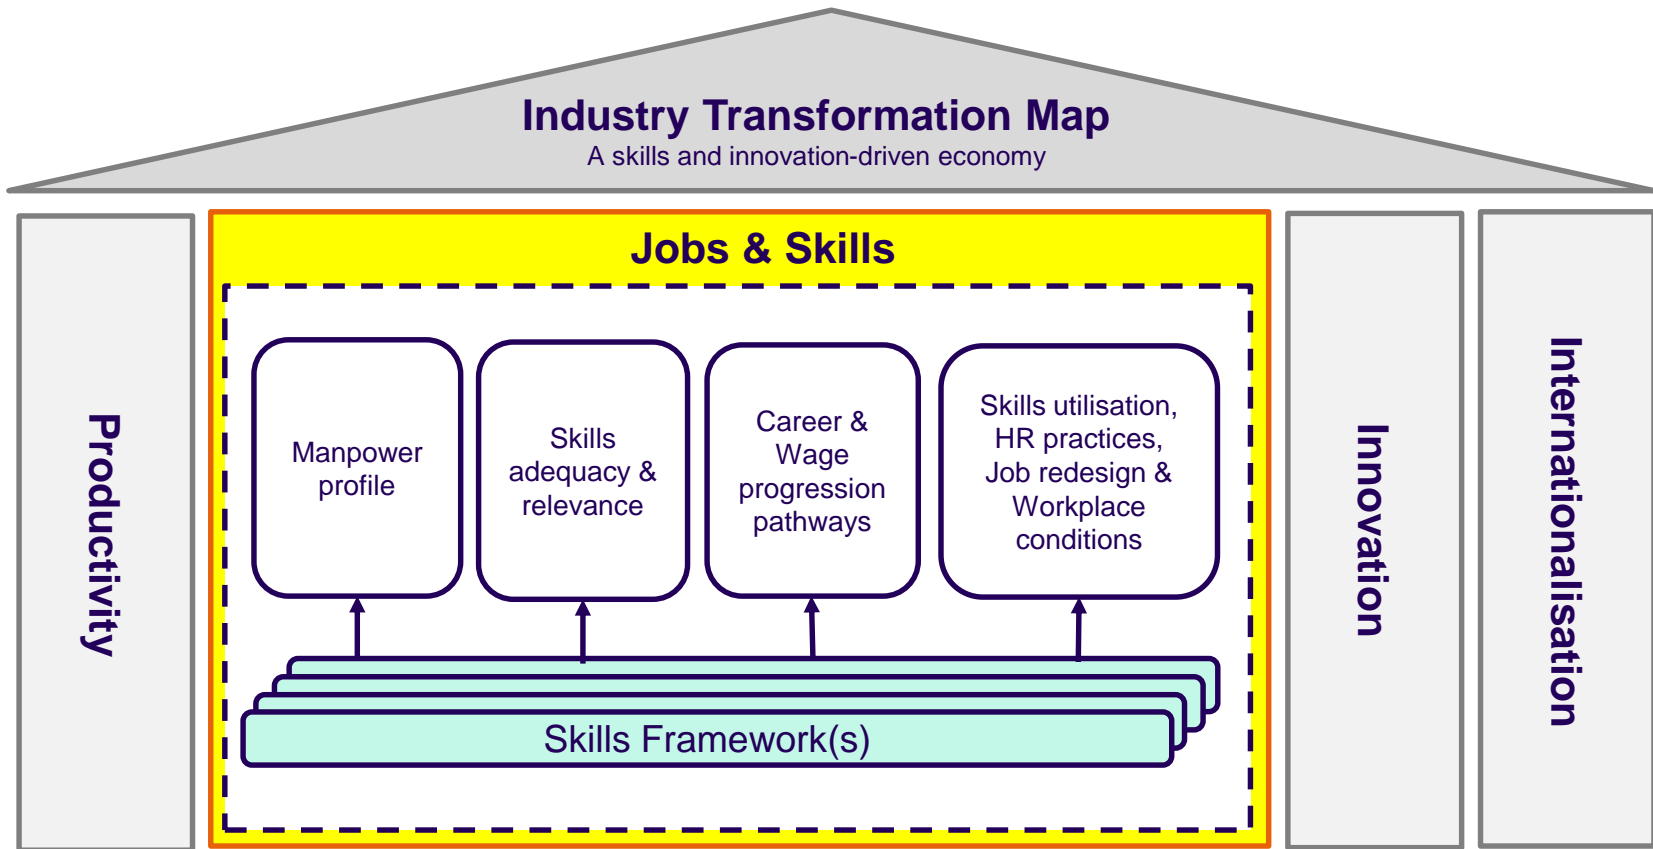 Industry Transformation Map
A skills and innovation-driven economy
Productivity
Jobs & Skills
Manpower
profile
Skills
adequacy &
relevance
Career &
Wage
progression
pathways
Skills utilisation,
HR practices,
Job redesign &
Workplace
conditions
Skills Framework(s)
Innovation
Internationalisation